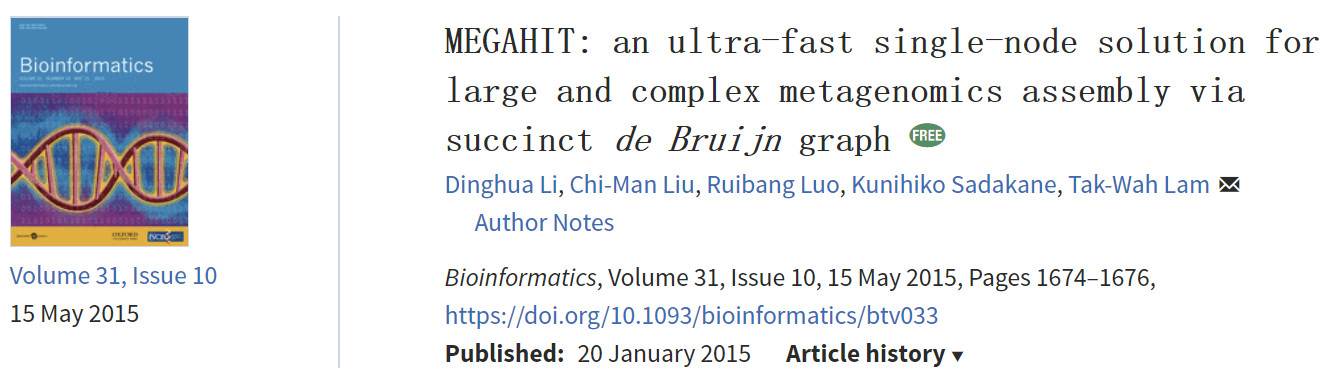 Bioinformatics
Volume 31, Issue 10
15 May 2015
MEGAHIT: an ultra-fast single-node solution for
large and complex metagenomics assembly via
succinct de Bruijn graph FREE
Dinghua Li, Chi-Man Liu, Ruibang Luo, Kunihiko Sadakane, Tak-Wah Lam
Author Notes
Bioinformatics, Volume 31, Issue 10, 15 May 2015, Pages 1674–1676,
https://doi.org/10.1093/bioinformatics/btv033
Published: 20 January 2015 Article history